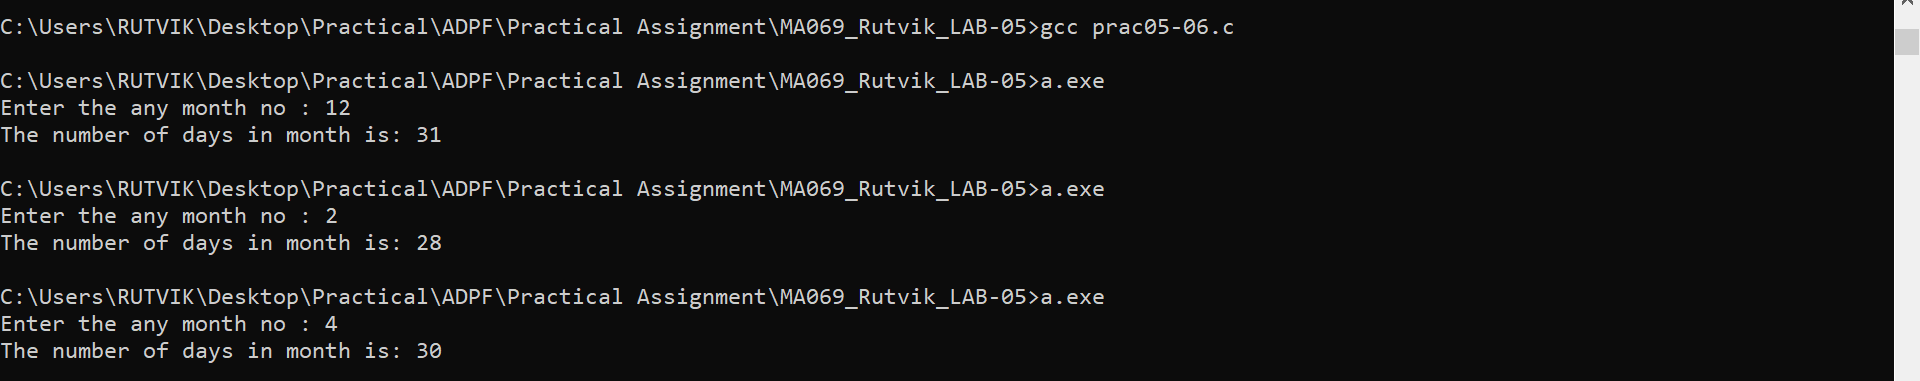 C:\Users\RUTVIK\Desktop\Practical\ADPF\Practical Assignment\MA069_Rutvik_LAB-05>gcc prac05-06.c
C:\Users\RUTVIK\Desktop\Practical\ADPF\Practical Assignment\MA069_Rutvik_LAB-05>a.exe
Enter the any month no : 12
The number of days in month is: 31
C:\Users\RUTVIK\Desktop\Practical\ADPF\Practical Assignment\MA069_Rutvik_LAB-05>a.exe
Enter the any month no : 2
The number of days in month is: 28
C:\Users\RUTVIK\Desktop\Practical\ADPF\Practical Assignment\MA069_Rutvik_LAB-05>a.exe
Enter the any month no : 4
The number of days in month is: 30